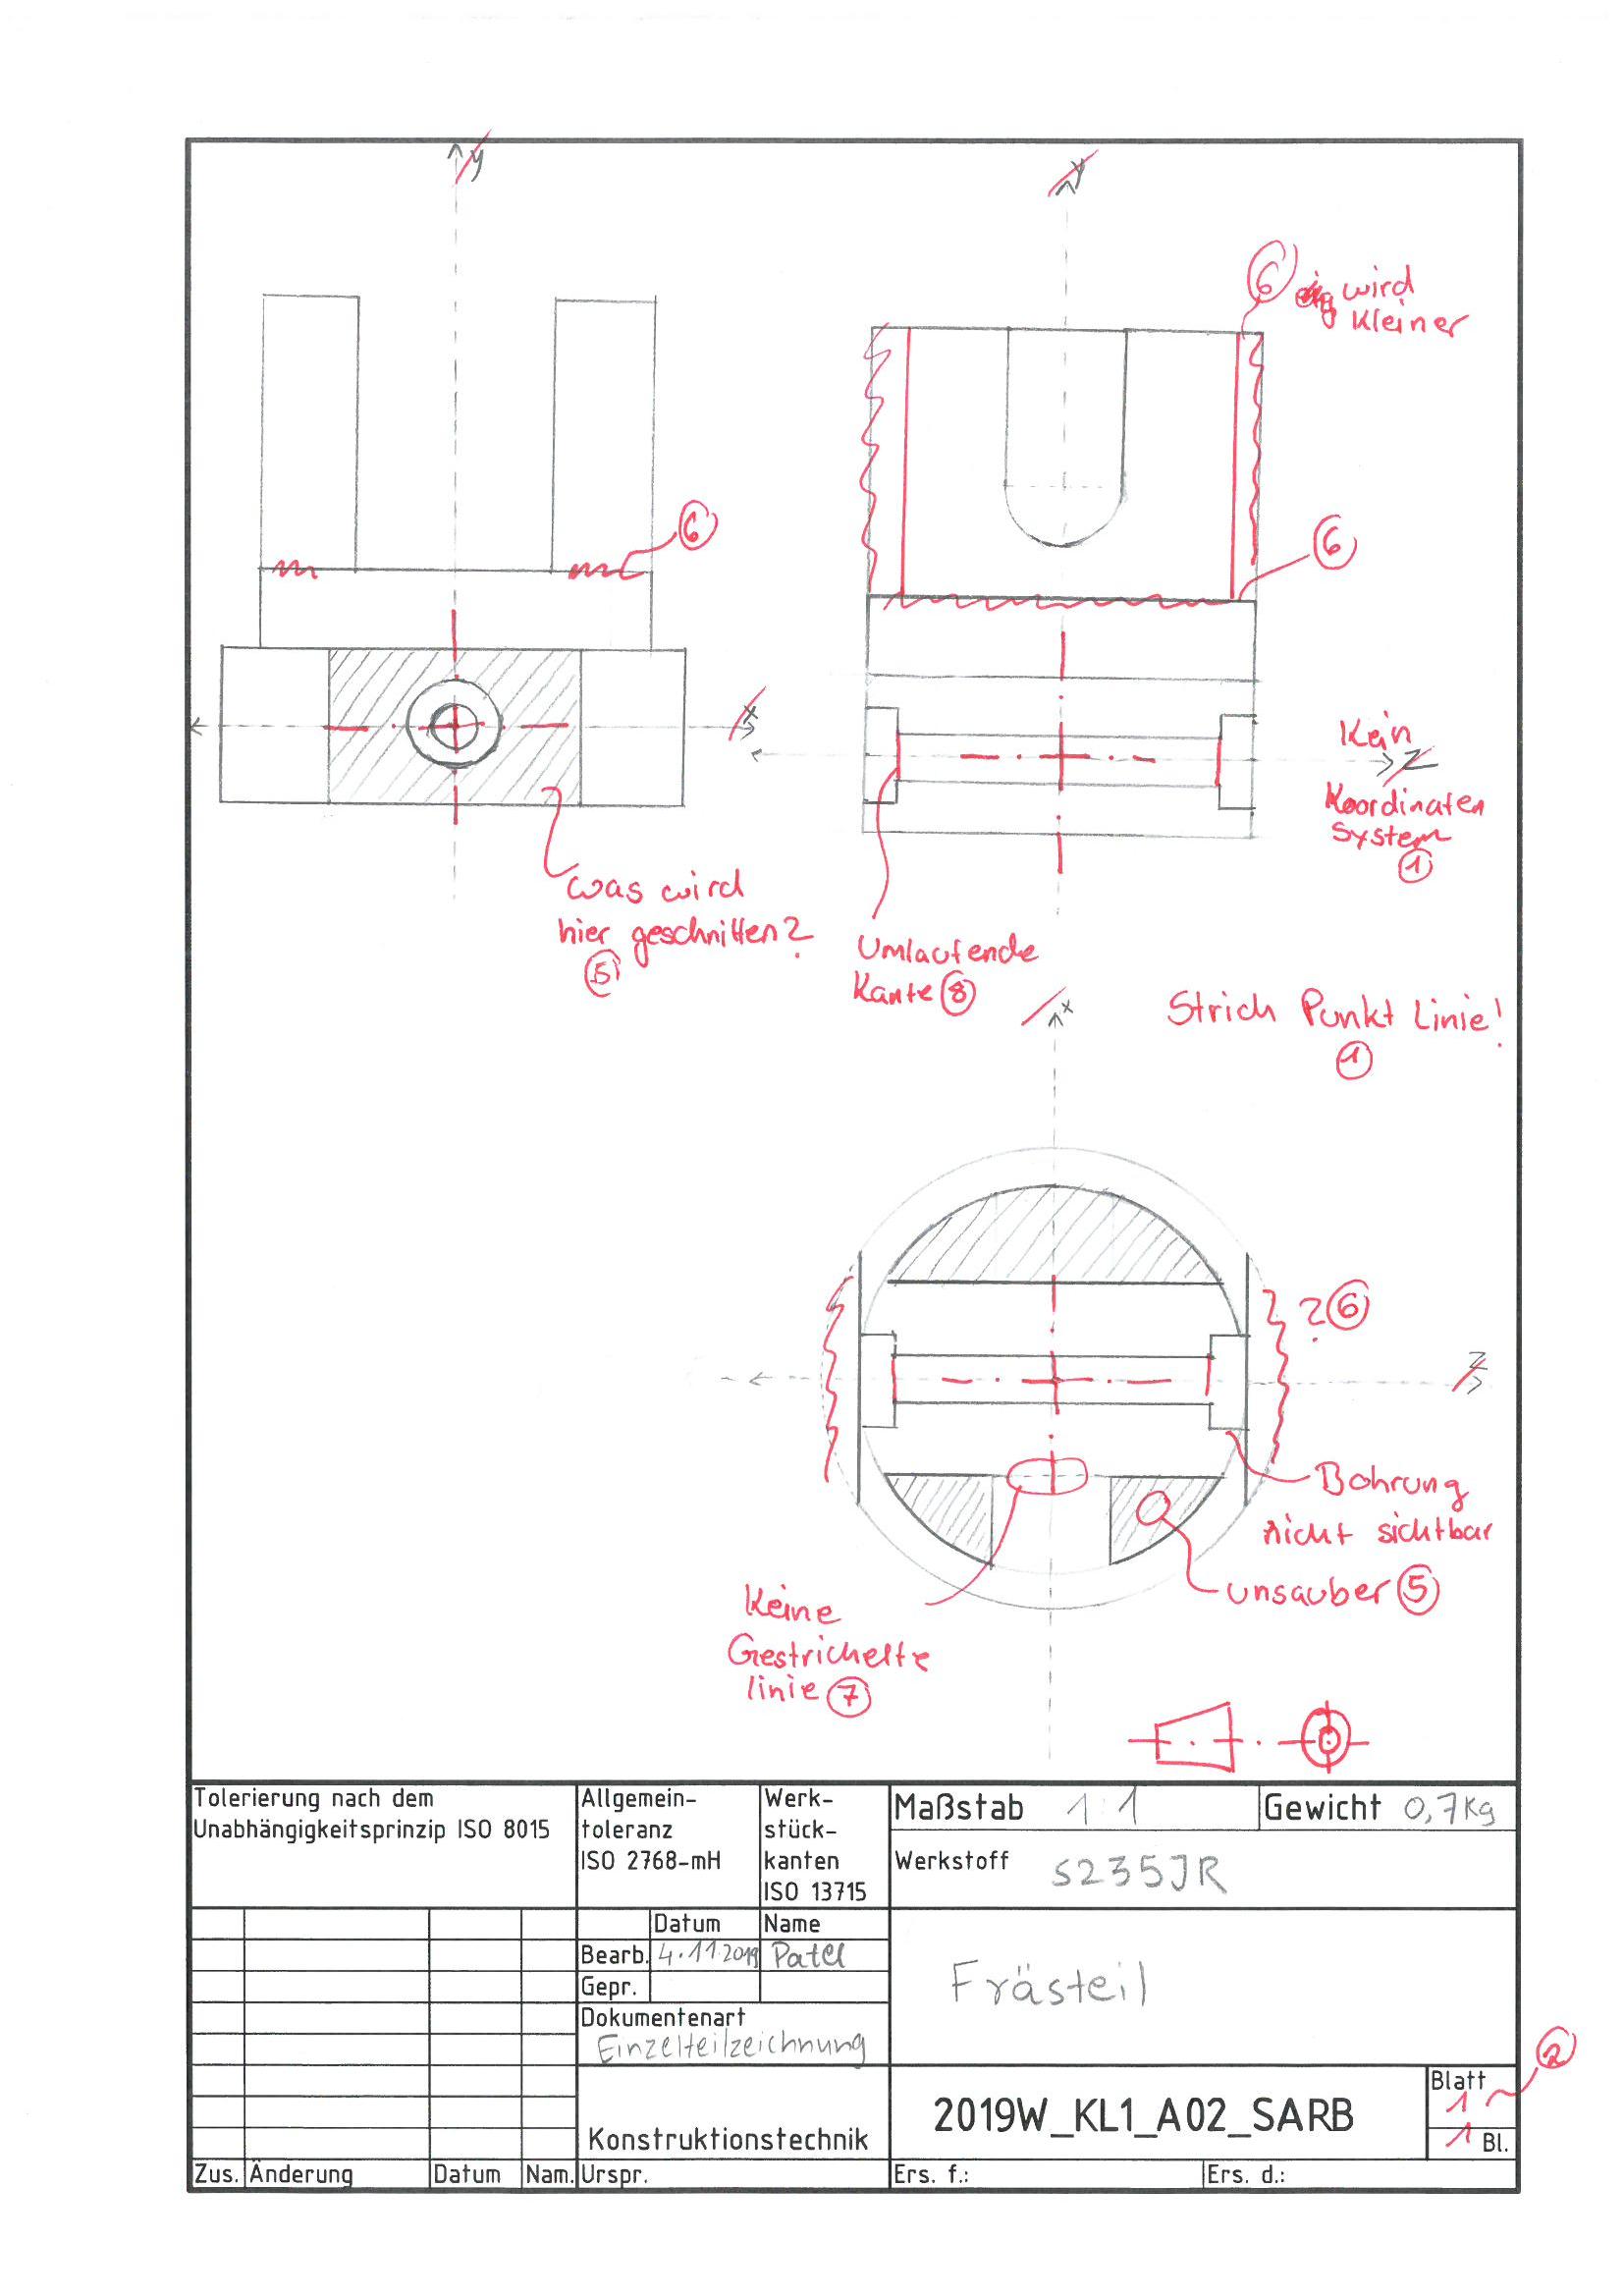 y
y
6
wird
kleiner
6
6
x
Kein
z
Koordinaten
System
1
was wird
hier geschnitten?
5
Umlaufende
Kante 8
x
Strich Punkt Linie!
1
? 6
z
Bohrung
nicht sichtbar
unsauber 5
Keine
Gestrichelte
linie 7
Tolerierung nach dem
Unabhängigkeitsprinzip ISO 8015
Allgemein-
toleranz
ISO 2768-mH
Werk-
stück-
kanten
ISO 13715
Maßstab 1:1
Gewicht 0,7Kg
Werkstoff S235JR
Datum Name
Bearb. 4.11.2019 Patel
Gepr.
Dokumentenart
Einzelteilzeichnung
Frästeil
2
Konstruktionstechnik
2019W_KL1_A02_SARB
Blatt
1
1 Bl.
Zus. Änderung Datum Nam. Urspr. Ers. f.: Ers. d.: